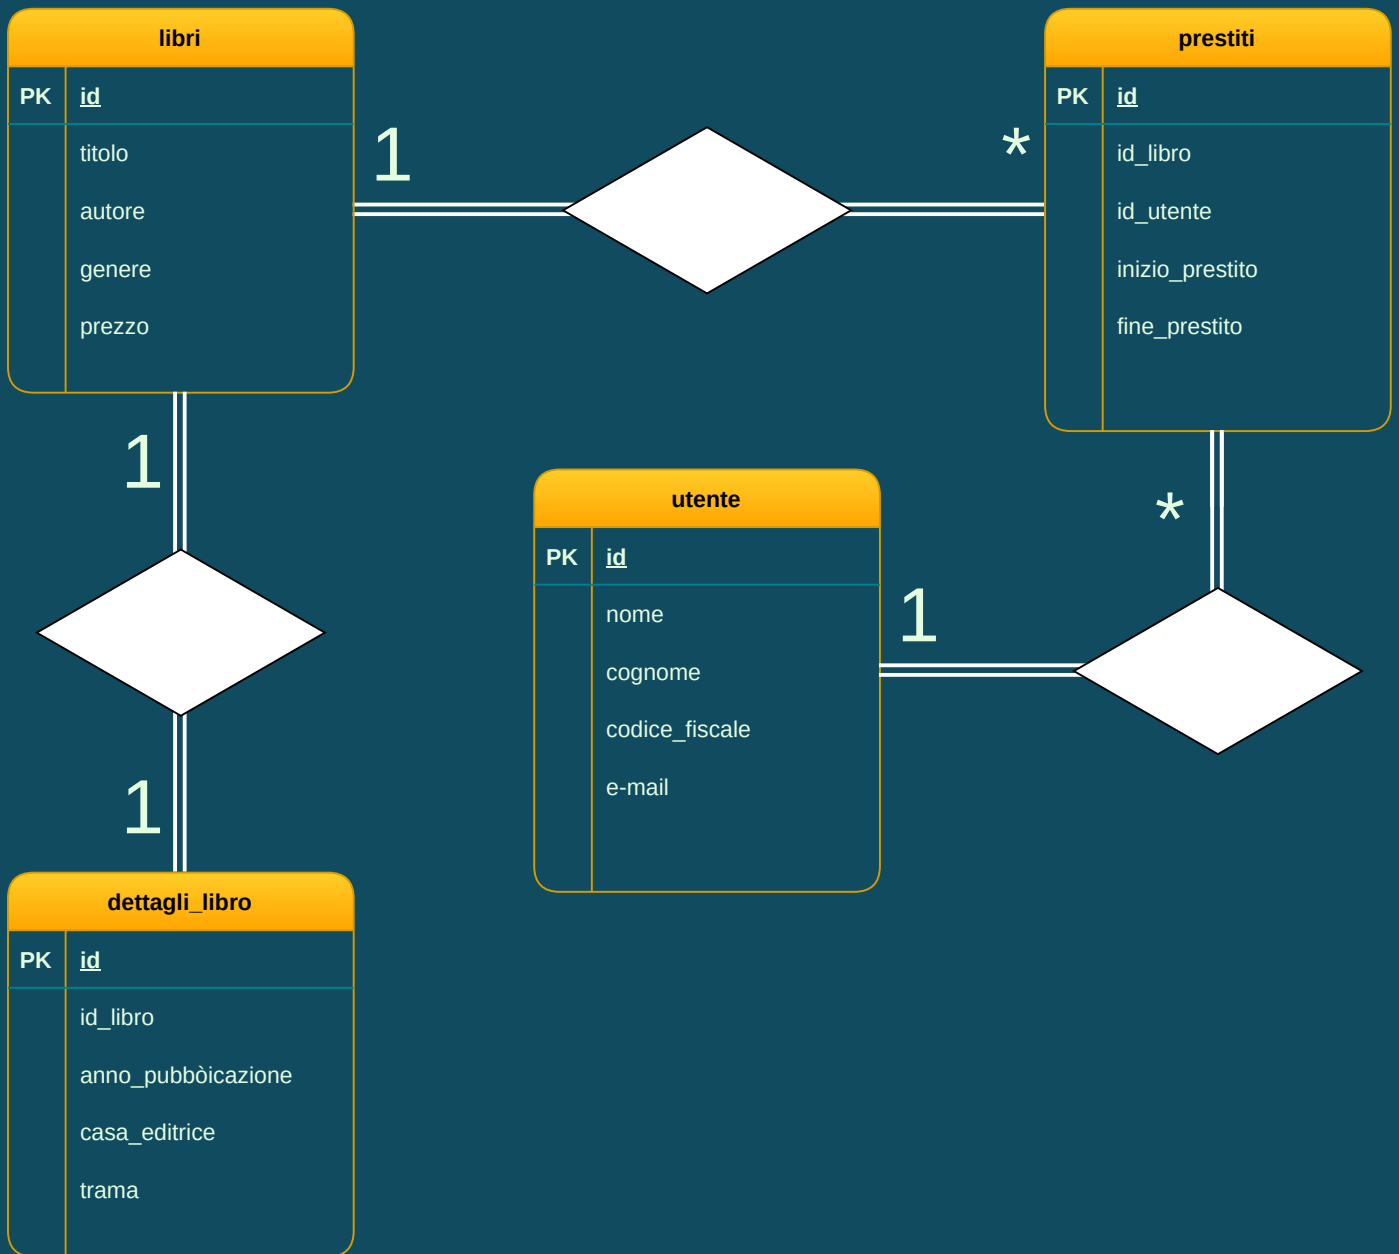 libri
PK id
titolo
autore
genere
prezzo
1
*
prestiti
PK id
id_libro
id_utente
inizio_prestito
fine_prestito
1
1
utente
PK id
nome
cognome
codice_fiscale
e-mail
1
*
dettagli_libro
PK id
id_libro
anno_pubbòicazione
casa_editrice
trama